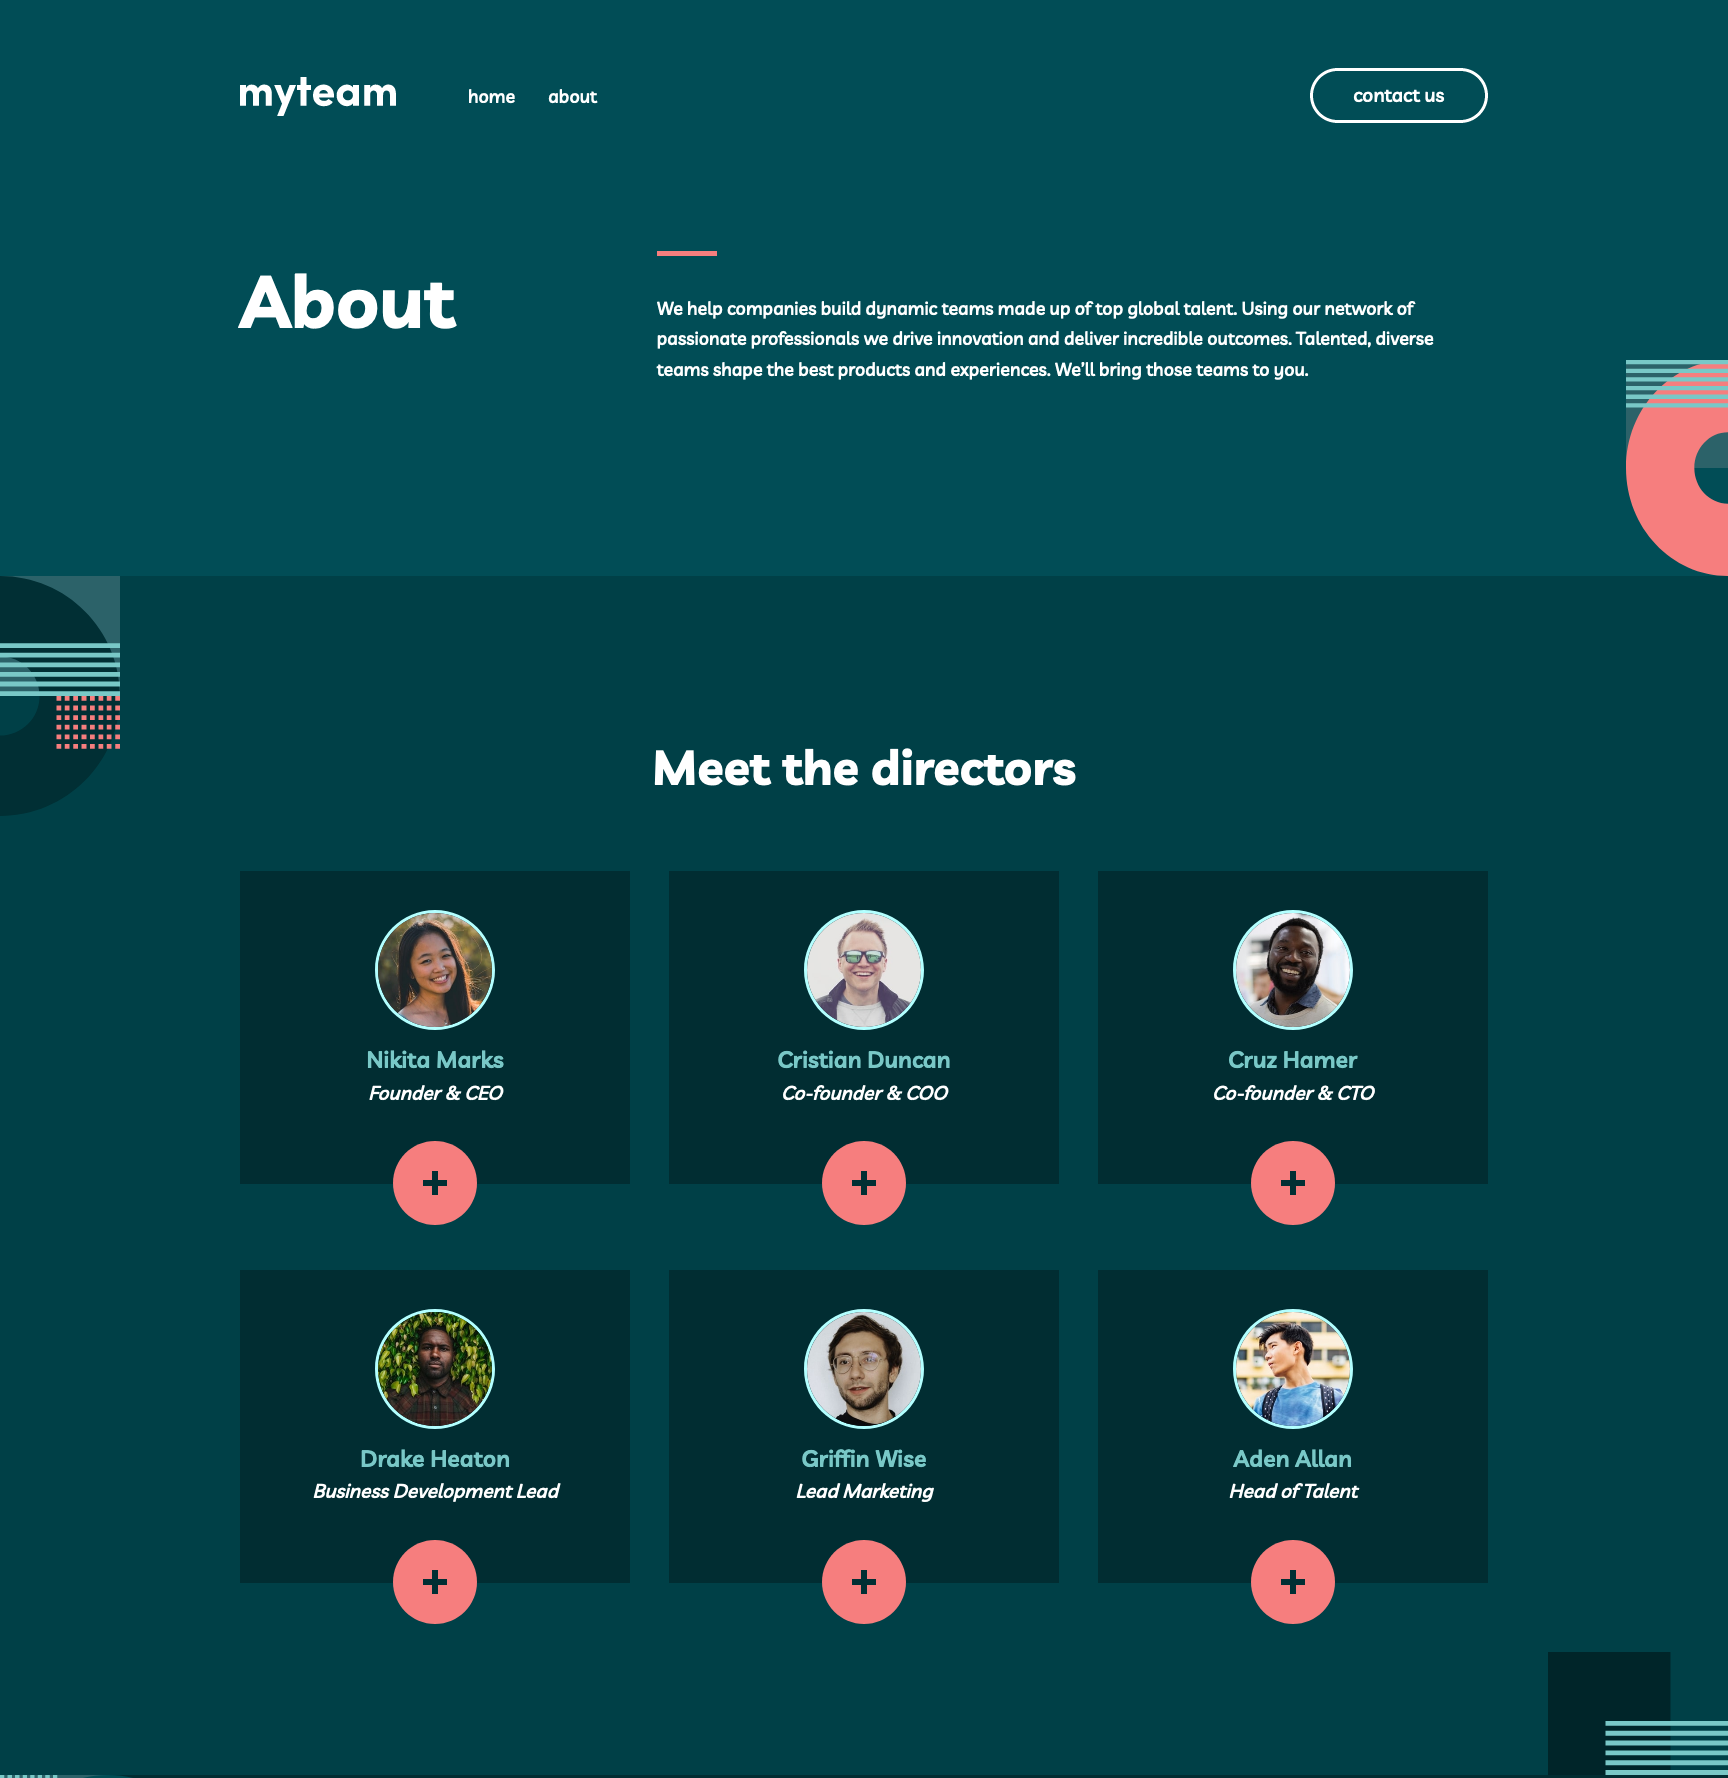 myteam
home
about
contact us
About
We help companies build dynamic teams made up of top global talent. Using our network of
passionate professionals we drive innovation and deliver incredible outcomes. Talented, diverse
teams shape the best products and experiences. We’ll bring those teams to you.
Meet the directors
Nikita Marks
Founder & CEO
Cristian Duncan
Co-founder & COO
Cruz Hamer
Co-founder & CTO
Drake Heaton
Business Development Lead
Griffin Wise
Lead Marketing
Aden Allan
Head of Talent